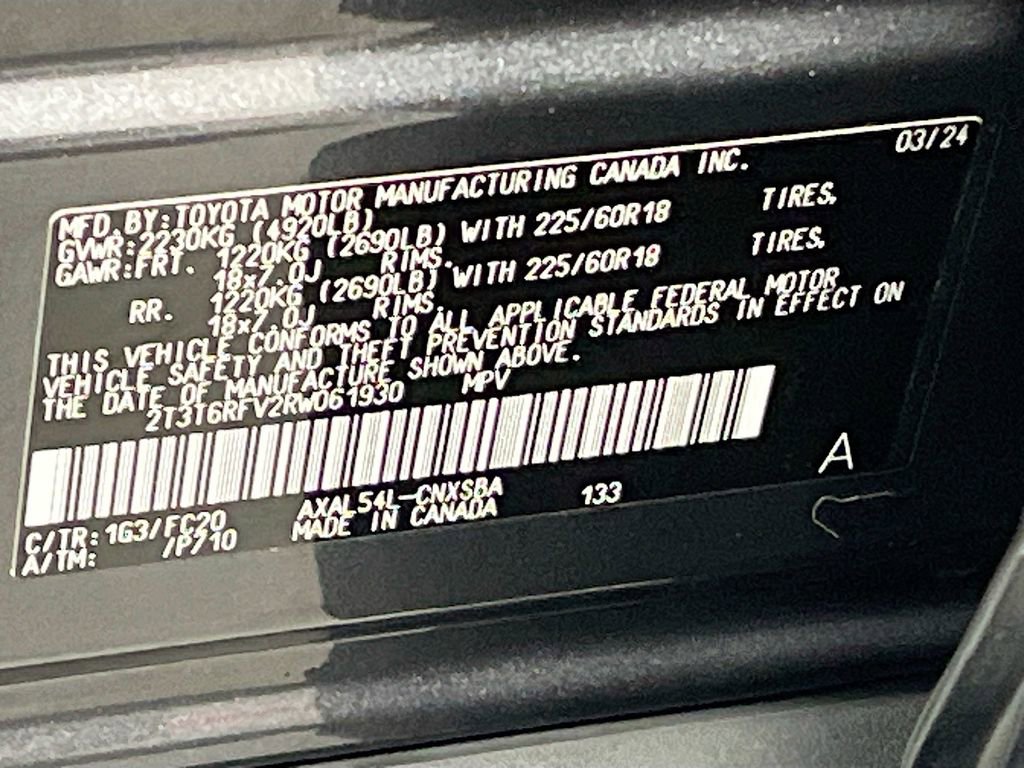 03/24
MFD. BY: TOYOTA MOTOR MANUFACTURING CANADA INC.
GVWR: 2230KG (4920LB)
GAWR: FRT. 1220KG (2690LB) WITH 225/60R18 TIRES,
18x7.0J RIMS.
RR. 1220KG (2690LB) WITH 225/60R18 TIRES,
18x7.0J RIMS.
THIS VEHICLE CONFORMS TO ALL APPLICABLE FEDERAL MOTOR
VEHICLE SAFETY AND THEFT PREVENTION STANDARDS IN EFFECT ON
THE DATE OF MANUFACTURE SHOWN ABOVE.
2T3T6RFV2RW061930 MPV
C/TR: 1G3/FC20 AXAL54L-CNXSBA 133 A
A/TM: /P710 MADE IN CANADA